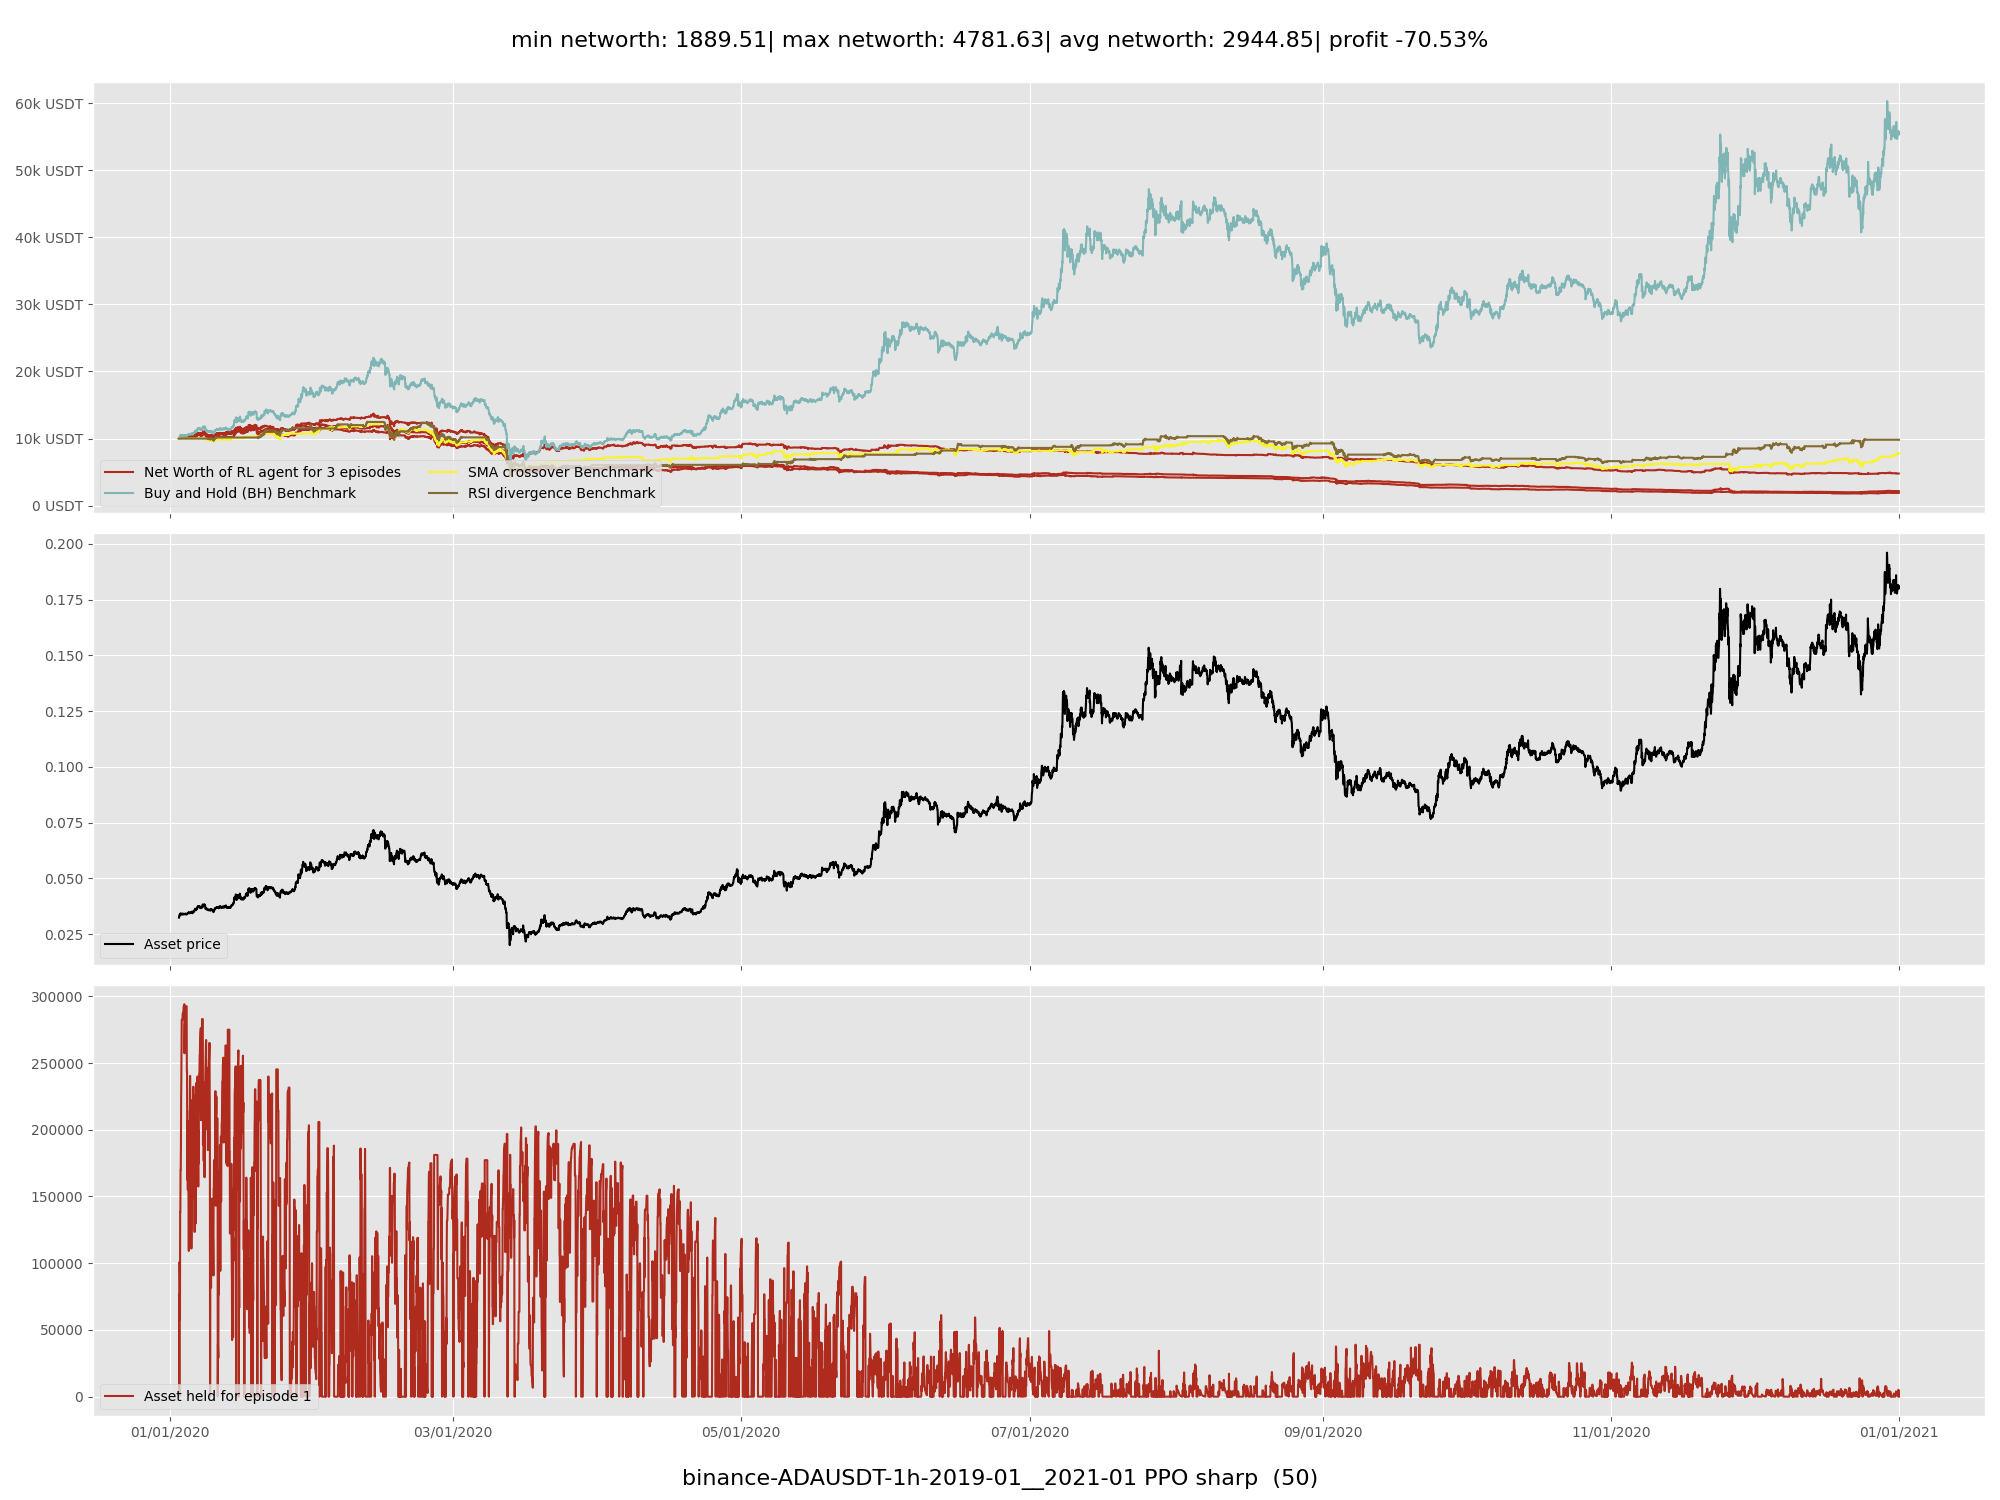 min networth: 1889.51| max networth: 4781.63| avg networth: 2944.85| profit -70.53%
60k USDT
50k USDT
40k USDT
30k USDT
20k USDT
10k USDT
0 USDT
Net Worth of RL agent for 3 episodes
Buy and Hold (BH) Benchmark
SMA crossover Benchmark
RSI divergence Benchmark
0.200
0.175
0.150
0.125
0.100
0.075
0.050
0.025
Asset price
300000
250000
200000
150000
100000
50000
0
Asset held for episode 1
01/01/2020
03/01/2020
05/01/2020
07/01/2020
09/01/2020
11/01/2020
01/01/2021
binance-ADAUSDT-1h-2019-01__2021-01 PPO sharp  (50)